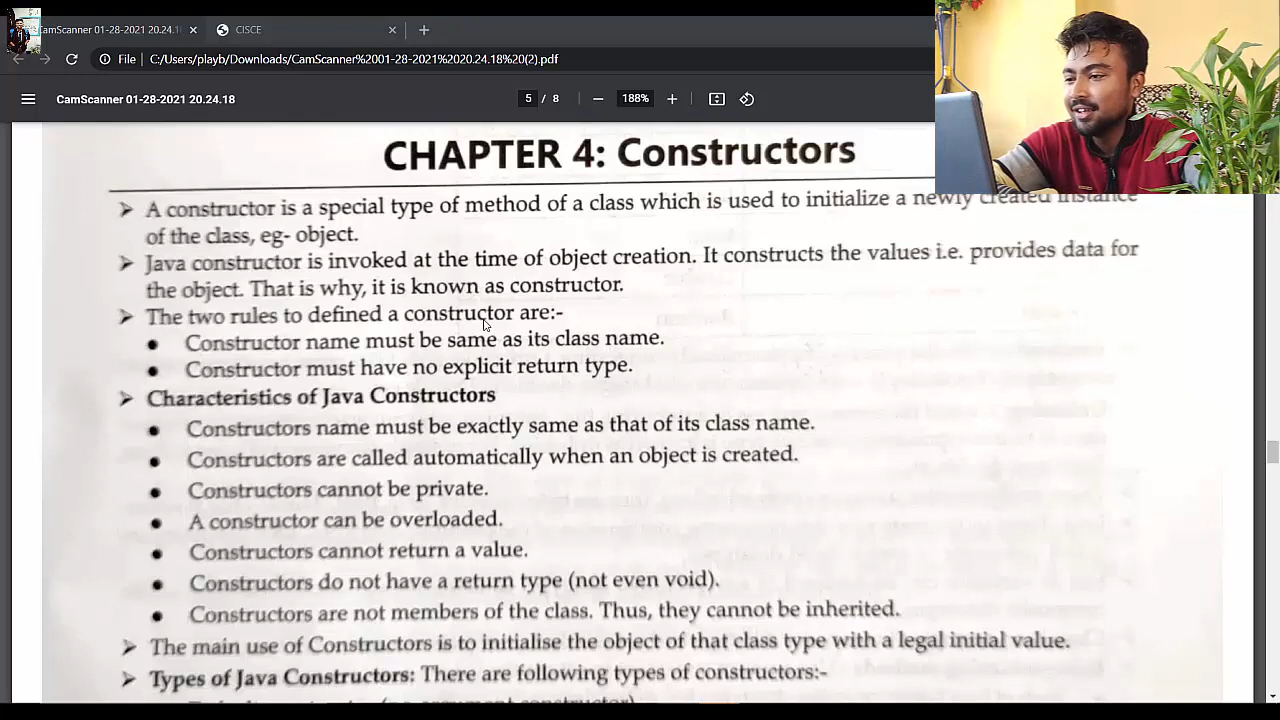 CamScanner 01-28-2021 20.24.1
CISCE
File
C:/Users/playb/Downloads/CamScanner%2001-28-2021%2020.24.18%20(2).pdf
CamScanner 01-28-2021 20.24.18
5 / 8
188%
CHAPTER 4: Constructors
➢ A constructor is a special type of method of a class which is used to initialize a newly created instance
of the class, eg- object.
➢ Java constructor is invoked at the time of object creation. It constructs the values i.e. provides data for
the object. That is why, it is known as constructor.
➢ The two rules to defined a constructor are:-
• Constructor name must be same as its class name.
• Constructor must have no explicit return type.
➢ Characteristics of Java Constructors
• Constructors name must be exactly same as that of its class name.
• Constructors are called automatically when an object is created.
• Constructors cannot be private.
• A constructor can be overloaded.
• Constructors cannot return a value.
• Constructors do not have a return type (not even void).
• Constructors are not members of the class. Thus, they cannot be inherited.
➢ The main use of Constructors is to initialise the object of that class type with a legal initial value.
➢ Types of Java Constructors: There are following types of constructors:-